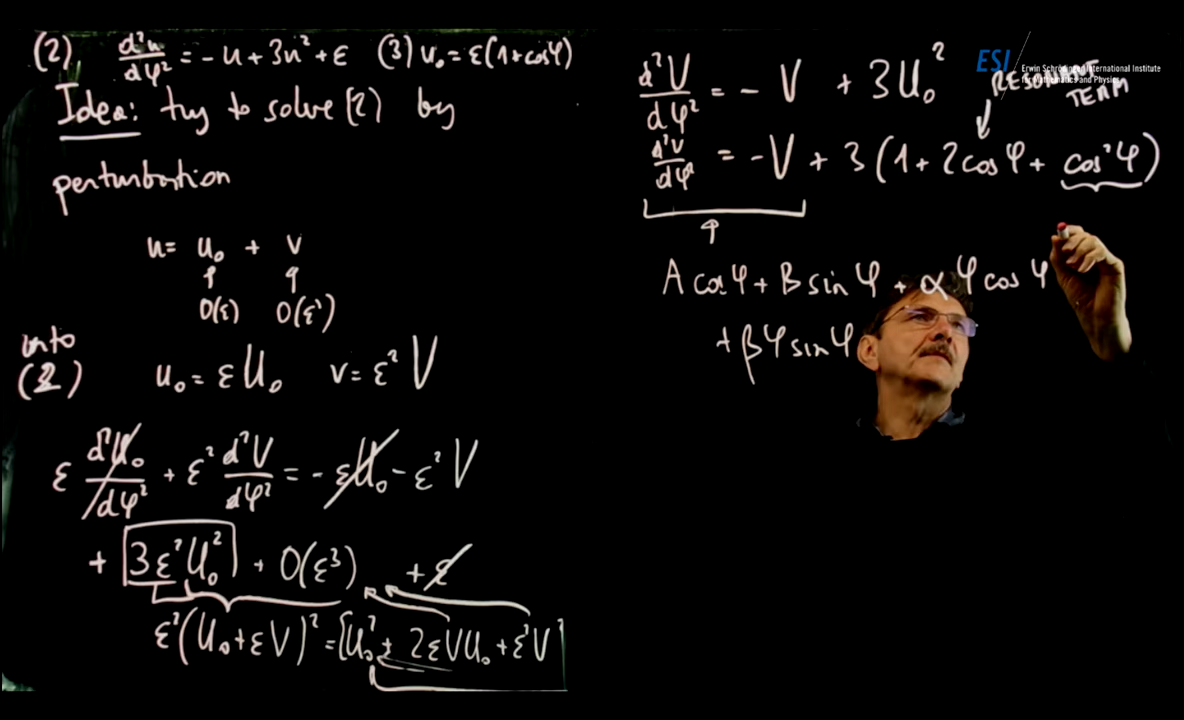 (2) d²u/dφ² = -u + 3u² + ε (3) u₀ = ε(1+cosφ)
Idea: try to solve (2) by
perturbation
u = u₀ + v
↑ ↑
O(ε) O(ε²)
into
(2) u₀ = εU₀ v = ε² V
ε d²U₀/dφ² + ε² d²V/dφ² = - εU₀ - ε² V
+ 3ε²U₀² + O(ε³) + ε
ε²(U₀+εV)² = [U₀² + 2εVU₀ + ε²V²]
ESI Erwin Schrödinger International Institute
for Mathematics and Physics
d²V/dφ² = - V + 3U₀²
RESONANT
TERM
d²V/dφ² = -V + 3(1 + 2cosφ + cos²φ)
↑
A cosφ + B sinφ + α φ cosφ
+ βφ sinφ